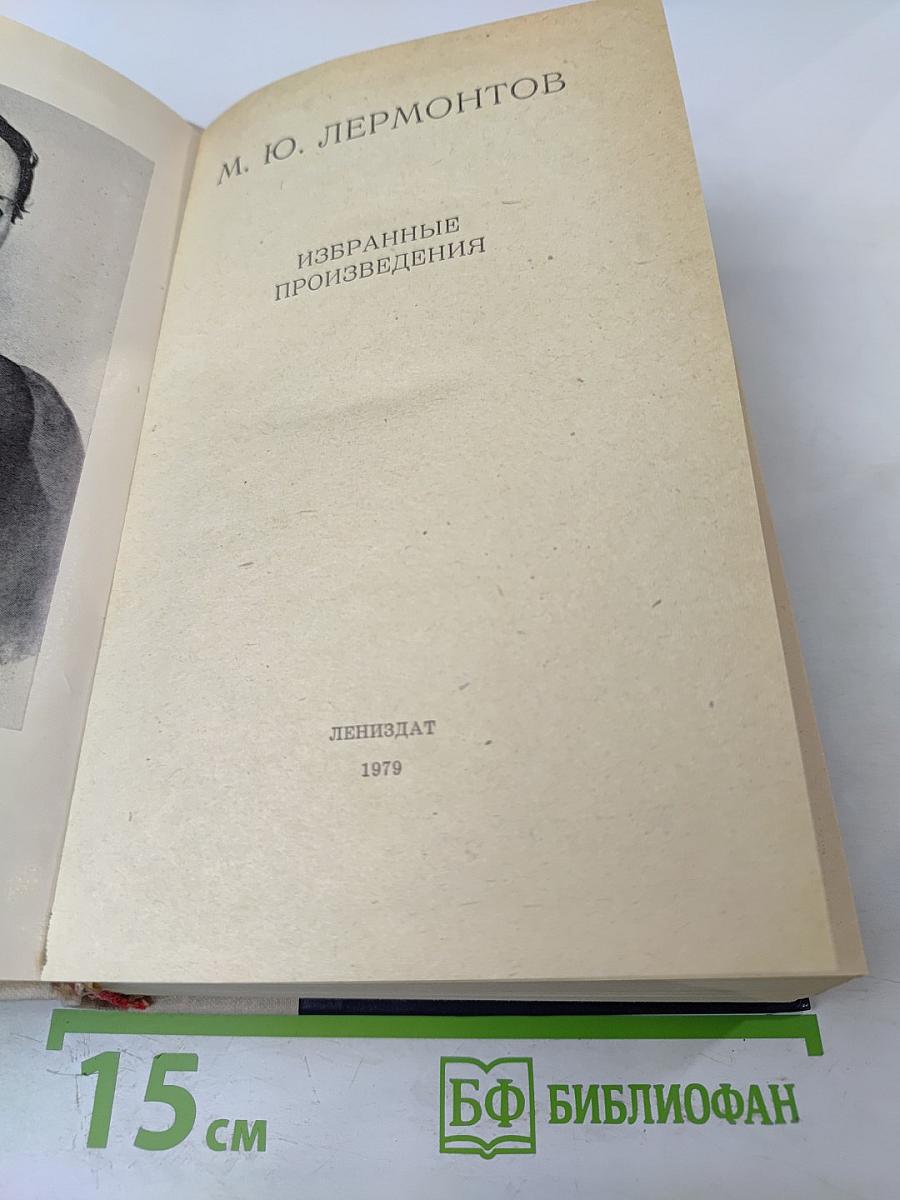 М. Ю. ЛЕРМОНТОВ
ИЗБРАННЫЕ
ПРОИЗВЕДЕНИЯ
ЛЕНИЗДАТ
1979
15 см
БФ БИБЛИОФАН